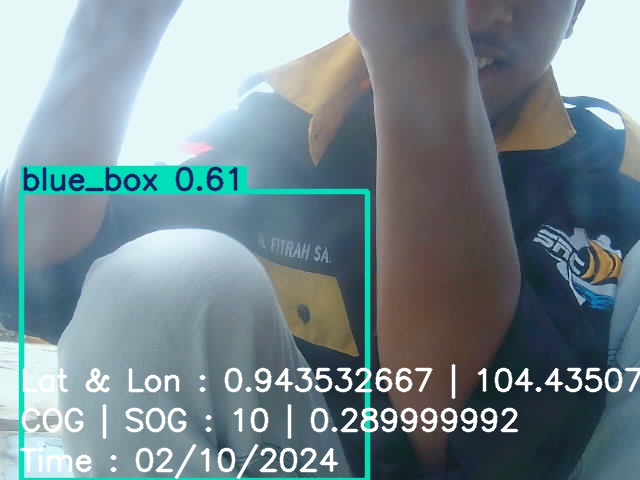 blue_box 0.61
FITRAH SA.
SRC
Lat & Lon : 0.943532667 | 104.43507
COG | SOG : 10 | 0.289999992
Time : 02/10/2024